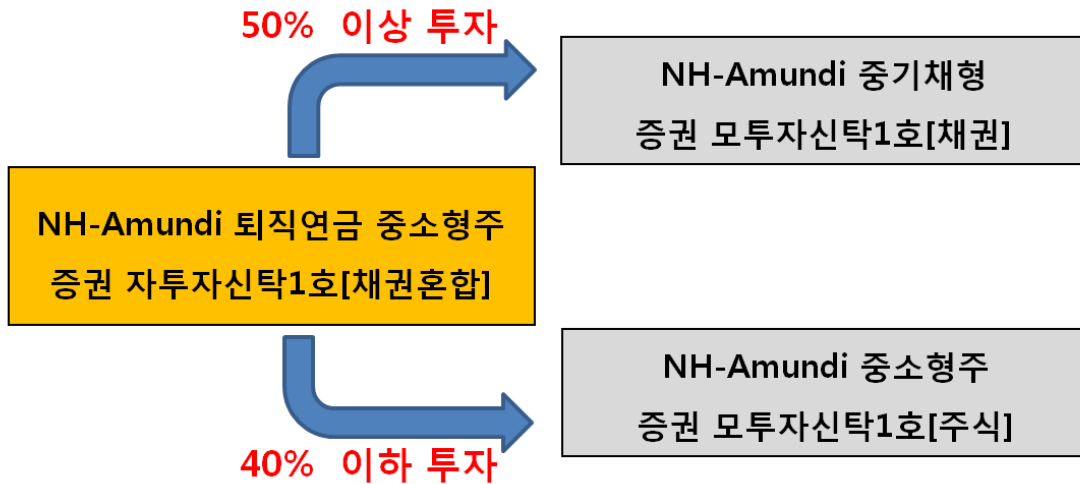 50% 이상 투자
NH-Amundi 중기채형
증권 모투자신탁1호[채권]
NH-Amundi 퇴직연금 중소형주
증권 자투자신탁1호[채권혼합]
NH-Amundi 중소형주
증권 모투자신탁1호[주식]
40% 이하 투자